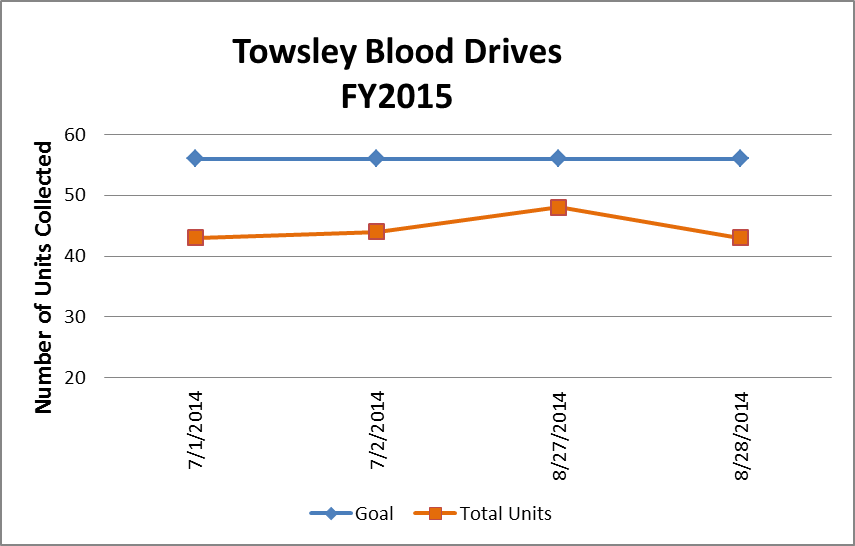 Towsley Blood Drives
FY2015
Number of Units Collected
60
50
40
30
20
7/1/2014
7/2/2014
8/27/2014
8/28/2014
Goal
Total Units